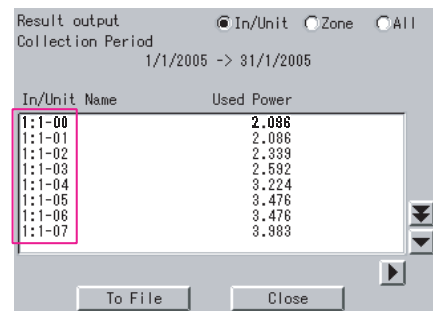 Result output In/Unit Zone All
Collection Period
1/1/2005 -> 31/1/2005
In/Unit Name Used Power
1:1-00 2.086
1:1-01 2.086
1:1-02 2.339
1:1-03 2.592
1:1-04 3.224
1:1-05 3.476
1:1-06 3.476
1:1-07 3.983
To File Close